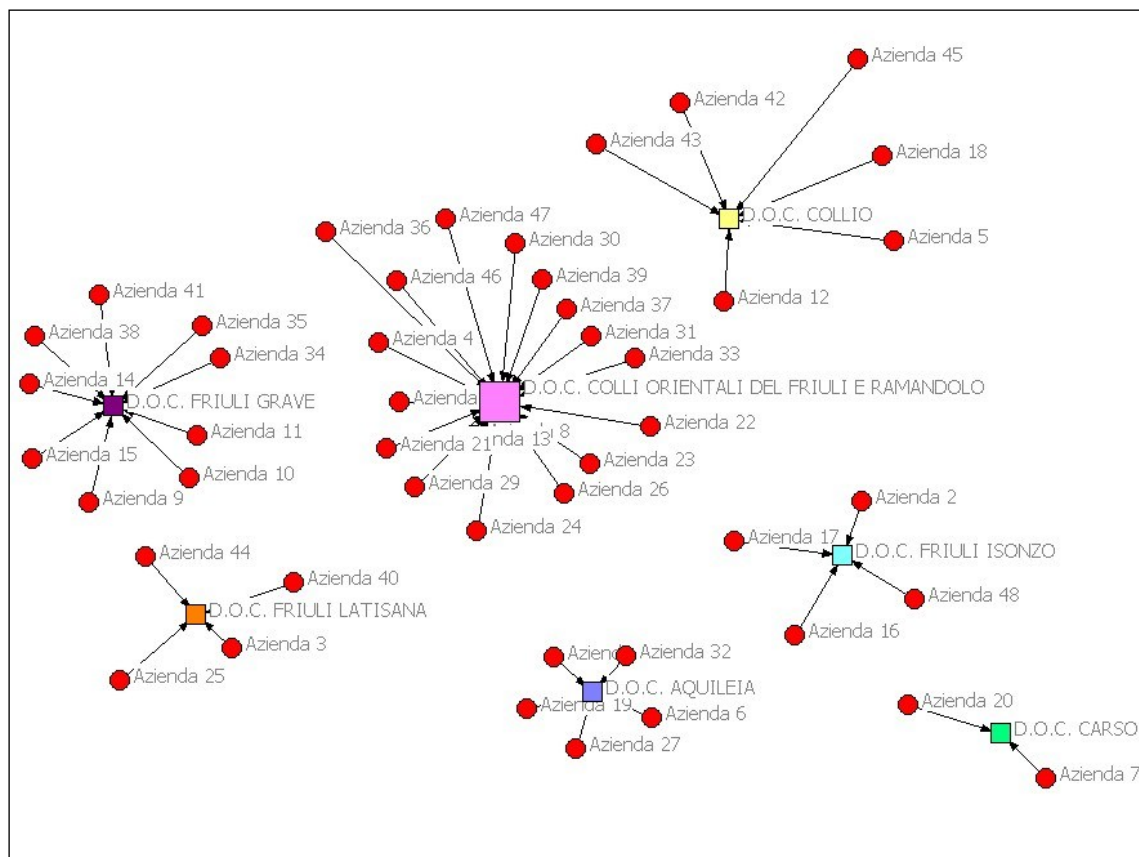 Azienda 45
Azienda 42
Azienda 43
Azienda 18
D.O.C. COLLIO
Azienda 5
Azienda 12
Azienda 47
Azienda 36
Azienda 30
Azienda 46
Azienda 39
Azienda 37
Azienda 4
Azienda 31
Azienda 33
D.O.C. COLLI ORIENTALI DEL FRIULI E RAMANDOLO
Azienda
Azienda 22
13
8
Azienda 21
Azienda 23
Azienda 29
Azienda 26
Azienda 24
Azienda 41
Azienda 38
Azienda 35
Azienda 34
Azienda 14
D.O.C. FRIULI GRAVE
Azienda 11
Azienda 15
Azienda 10
Azienda 9
Azienda 44
Azienda 40
D.O.C. FRIULI LATISANA
Azienda 3
Azienda 25
Azienda 2
Azienda 17
D.O.C. FRIULI ISONZO
Azienda 48
Azienda 16
Azienda 32
D.O.C. AQUILEIA
Azienda 19
Azienda 6
Azienda 27
Azienda 20
D.O.C. CARSO
Azienda 7